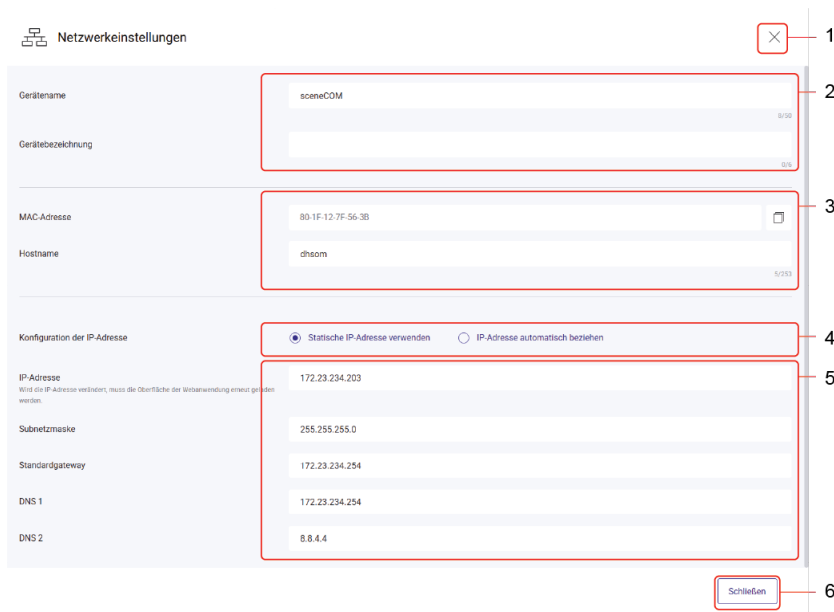 Netzwerkeinstellungen
1
Gerätename
sceneCOM
2
8/50
Gerätebezeichnung
0/6
3
MAC-Adresse
80-1F-12-7F-56-3B
Hostname
dhsom
5/253
Konfiguration der IP-Adresse
Statische IP-Adresse verwenden
IP-Adresse automatisch beziehen
4
IP-Adresse
172.23.234.203
5
Wird die IP-Adresse verändert, muss die Oberfläche der Webanwendung erneut geladen
werden.
Subnetzmaske
255.255.255.0
Standardgateway
172.23.234.254
DNS 1
172.23.234.254
DNS 2
8.8.4.4
Schließen
6